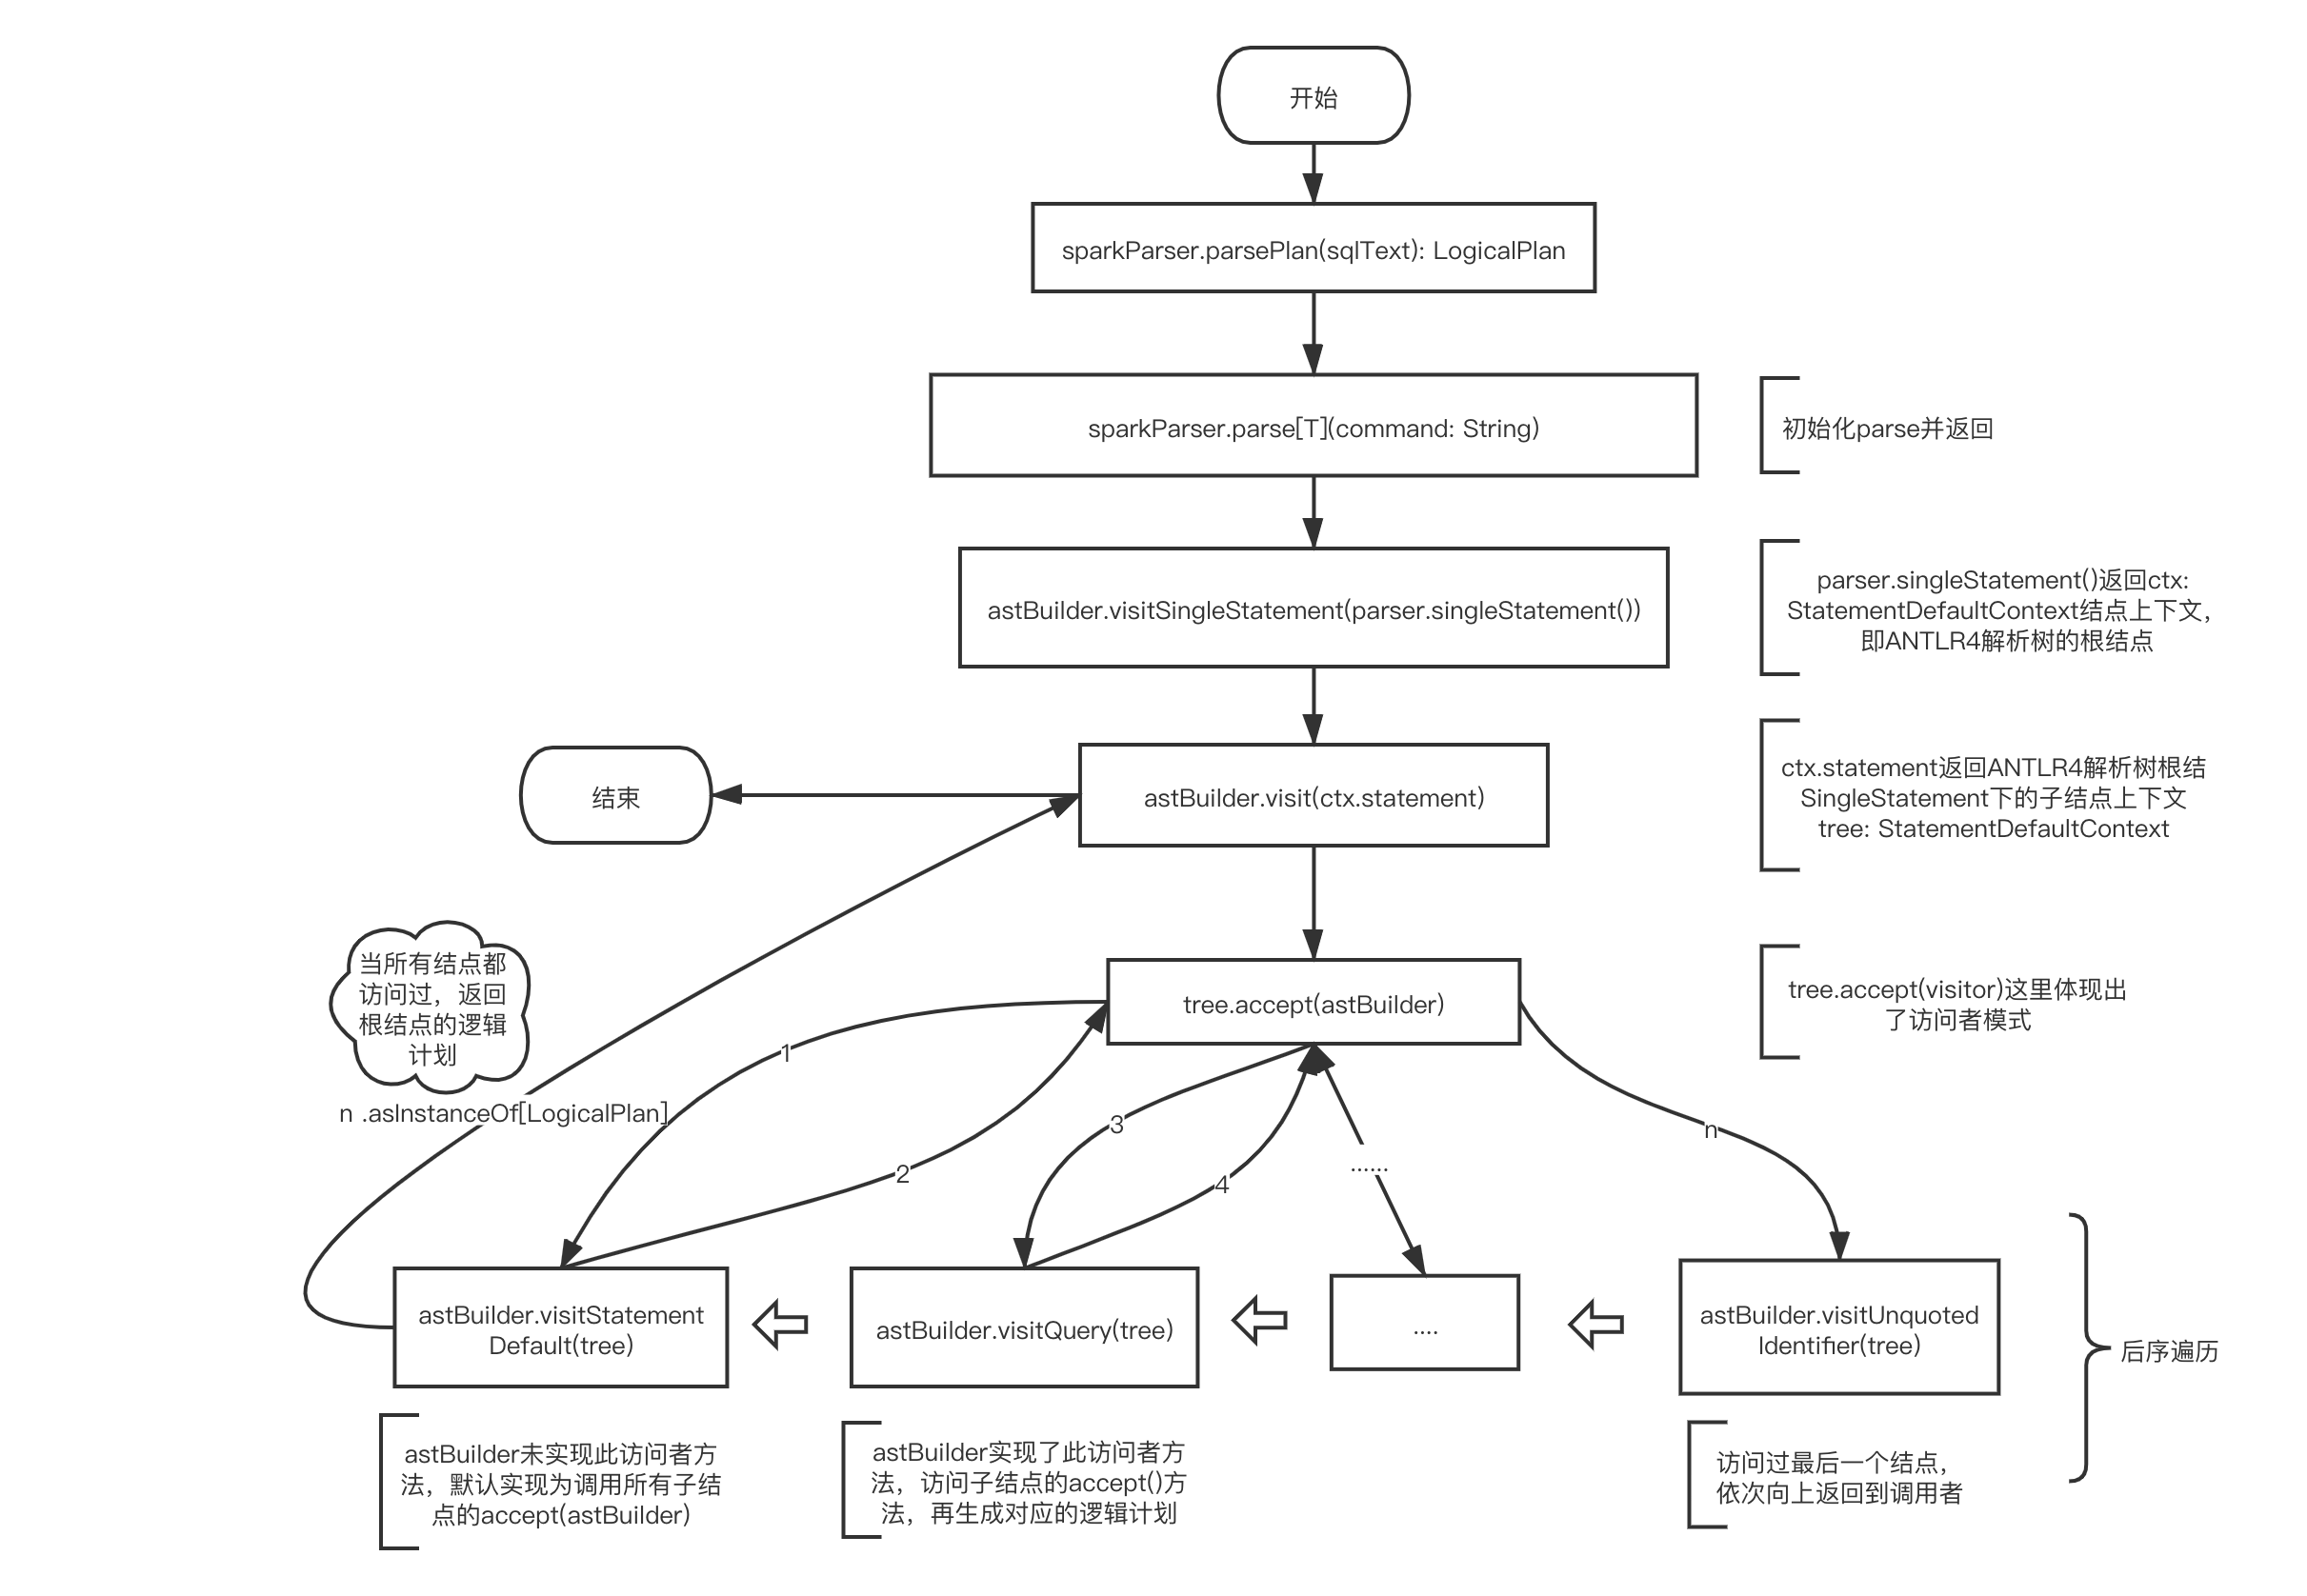 开始
sparkParser.parsePlan(sqlText): LogicalPlan
sparkParser.parse[T](command: String)
初始化parse并返回
astBuilder.visitSingleStatement(parser.singleStatement())
parser.singleStatement()返回ctx:
StatementDefaultContext结点上下文，
即ANTLR4解析树的根结点
结束
astBuilder.visit(ctx.statement)
ctx.statement返回ANTLR4解析树根结
SingleStatement下的子结点上下文
tree: StatementDefaultContext
当所有结点都
访问过，返回
根结点的逻辑
计划
tree.accept(astBuilder)
tree.accept(visitor)这里体现出
了访问者模式
n .asInstanceOf[LogicalPlan]
1
2
3
4
......
n
astBuilder.visitStatement
Default(tree)
astBuilder.visitQuery(tree)
....
astBuilder.visitUnquoted
Identifier(tree)
后序遍历
astBuilder未实现此访问者方
法，默认实现为调用所有子结
点的accept(astBuilder)
astBuilder实现了此访问者方
法，访问子结点的accept()方
法，再生成对应的逻辑计划
访问过最后一个结点，
依次向上返回到调用者